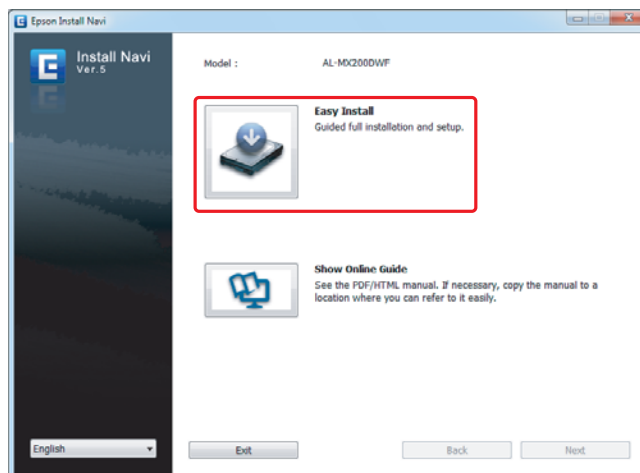 Epson Install Navi
Install Navi
Ver.5
Model :
AL-MX200DWF
Easy Install
Guided full installation and setup.
Show Online Guide
See the PDF/HTML manual. If necessary, copy the manual to a
location where you can refer to it easily.
English
Exit
Back
Next